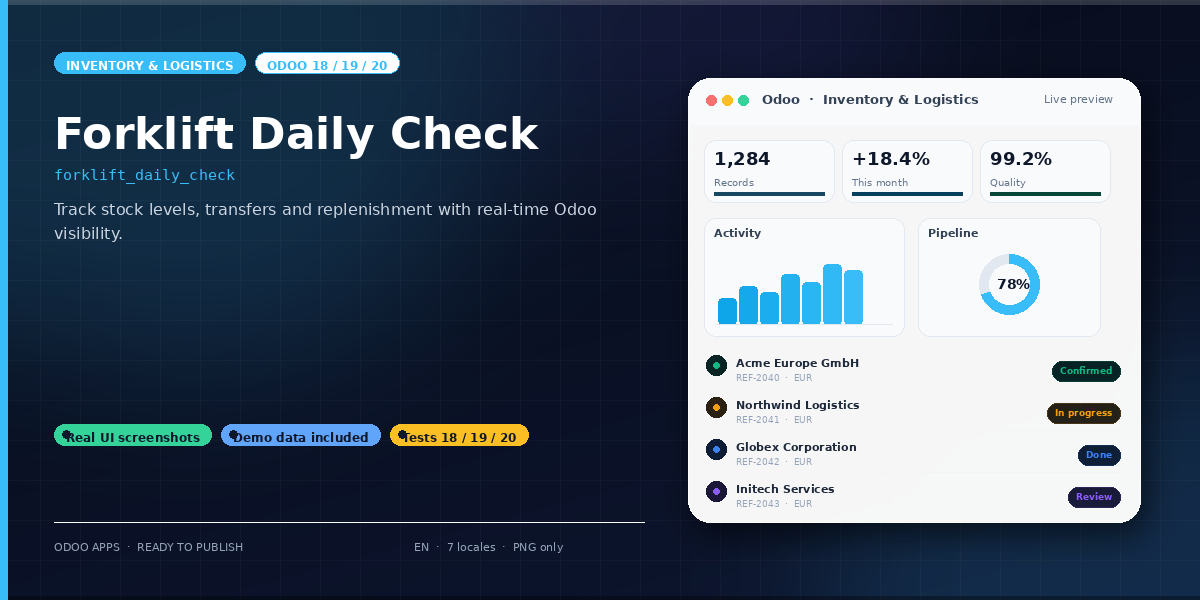 INVENTORY & LOGISTICS
ODOO 18 / 19 / 20
Forklift Daily Check
forklift_daily_check
Track stock levels, transfers and replenishment with real-time Odoo
visibility.
Real UI screenshots
Demo data included
Tests 18 / 19 / 20
ODOO APPS · READY TO PUBLISH
EN · 7 locales · PNG only
Odoo · Inventory & Logistics
Live preview
1,284
Records
+18.4%
This month
99.2%
Quality
Activity
Pipeline
78%
Acme Europe GmbH
REF-2040 · EUR
Confirmed
Northwind Logistics
REF-2041 · EUR
In progress
Globex Corporation
REF-2042 · EUR
Done
Initech Services
REF-2043 · EUR
Review